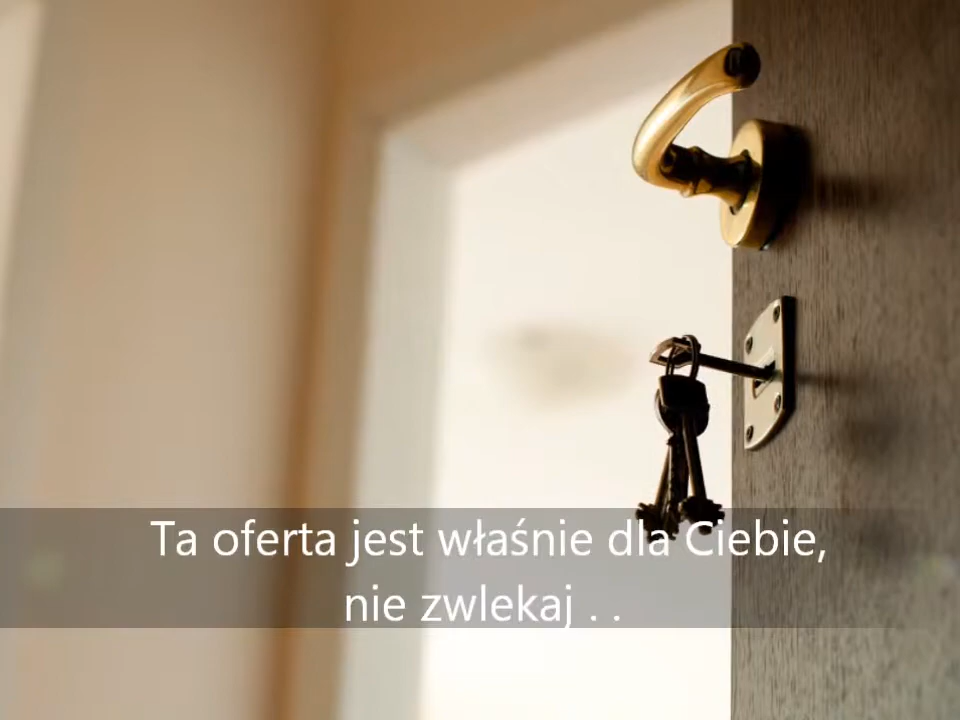 Ta oferta jest właśnie dla Ciebie,
nie zwlekaj . .